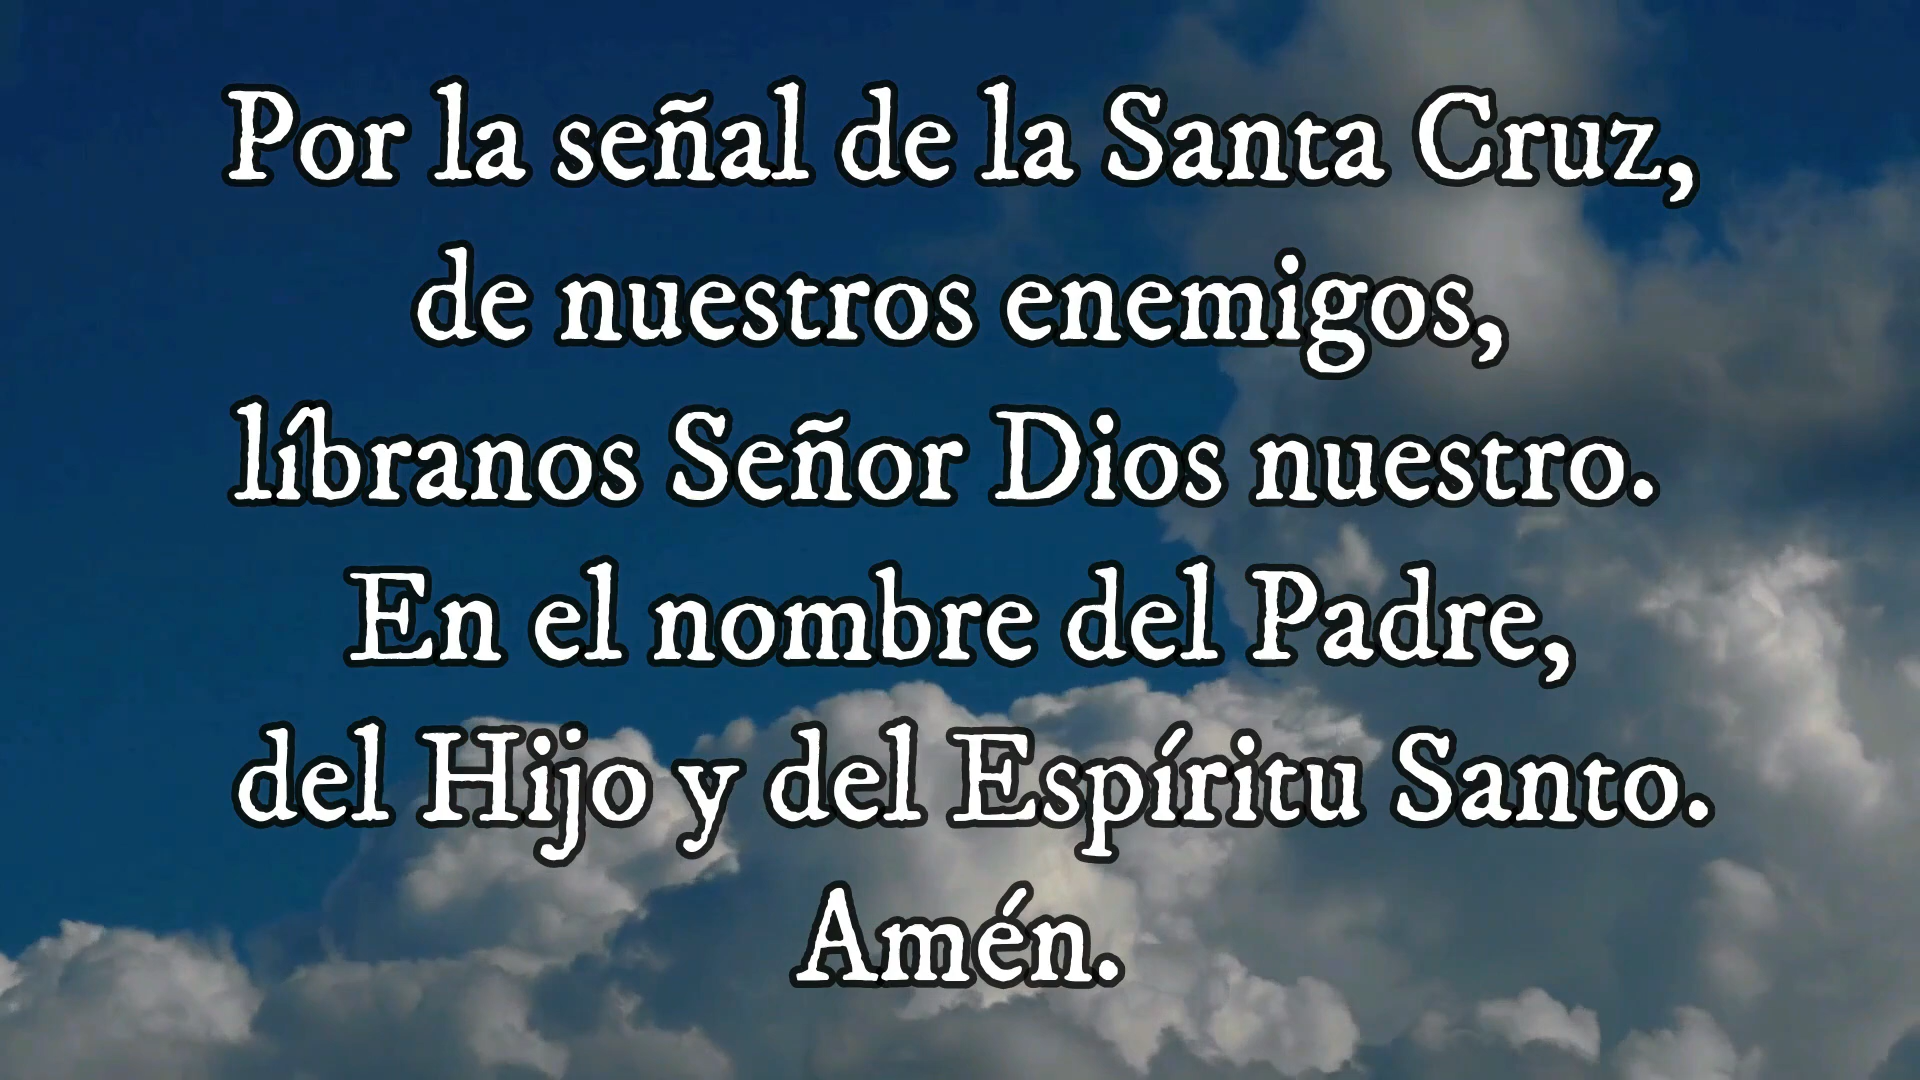 Por la señal de la Santa Cruz,
de nuestros enemigos,
líbranos Señor Dios nuestro.
En el nombre del Padre,
del Hijo y del Espíritu Santo.
Amén.